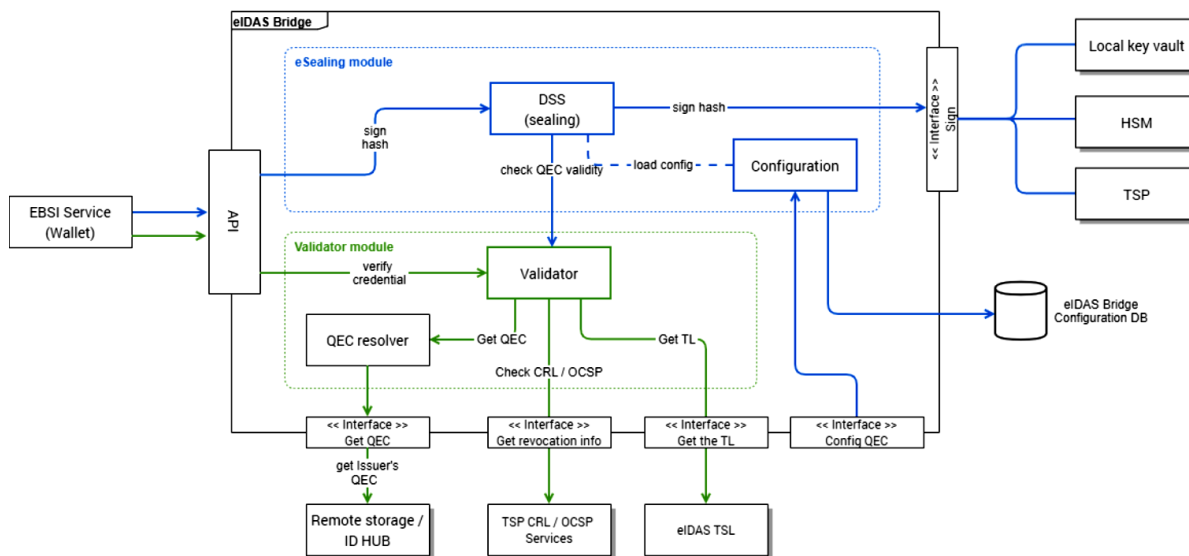 eIDAS Bridge
eSealing module
Local key vault
DSS
(sealing)
sign hash
<< Interface >>
Sign
sign
hash
HSM
Configuration
load config
check QEC validity
TSP
API
EBSI Service
(Wallet)
Validator module
verify
credential
Validator
eIDAS Bridge
Configuration DB
QEC resolver
Get QEC
Get TL
Check CRL / OCSP
<< Interface >>
Get QEC
<< Interface >>
Get revocation info
<< Interface >>
Get the TL
<< Interface >>
Config QEC
get Issuer's
QEC
Remote storage /
ID HUB
TSP CRL / OCSP
Services
eIDAS TSL